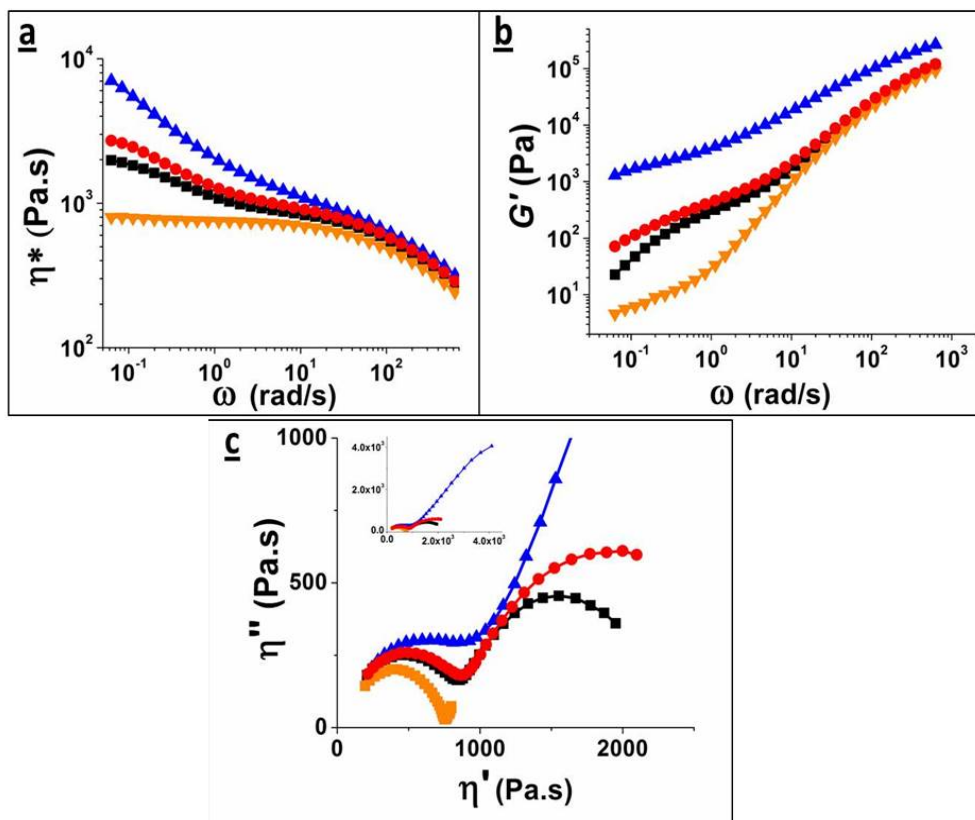 a
η* (Pa.s)
10⁴
10³
10²
10⁻¹ 10⁰ 10¹ 10²
ω (rad/s)
b
G' (Pa)
10⁵
10⁴
10³
10²
10¹
10⁻¹ 10⁰ 10¹ 10² 10³
ω (rad/s)
c
η'' (Pa.s)
1000
500
0
4.0x10³
2.0x10³
0.0
0.0 2.0x10³ 4.0x10³
0 1000 2000
η' (Pa.s)